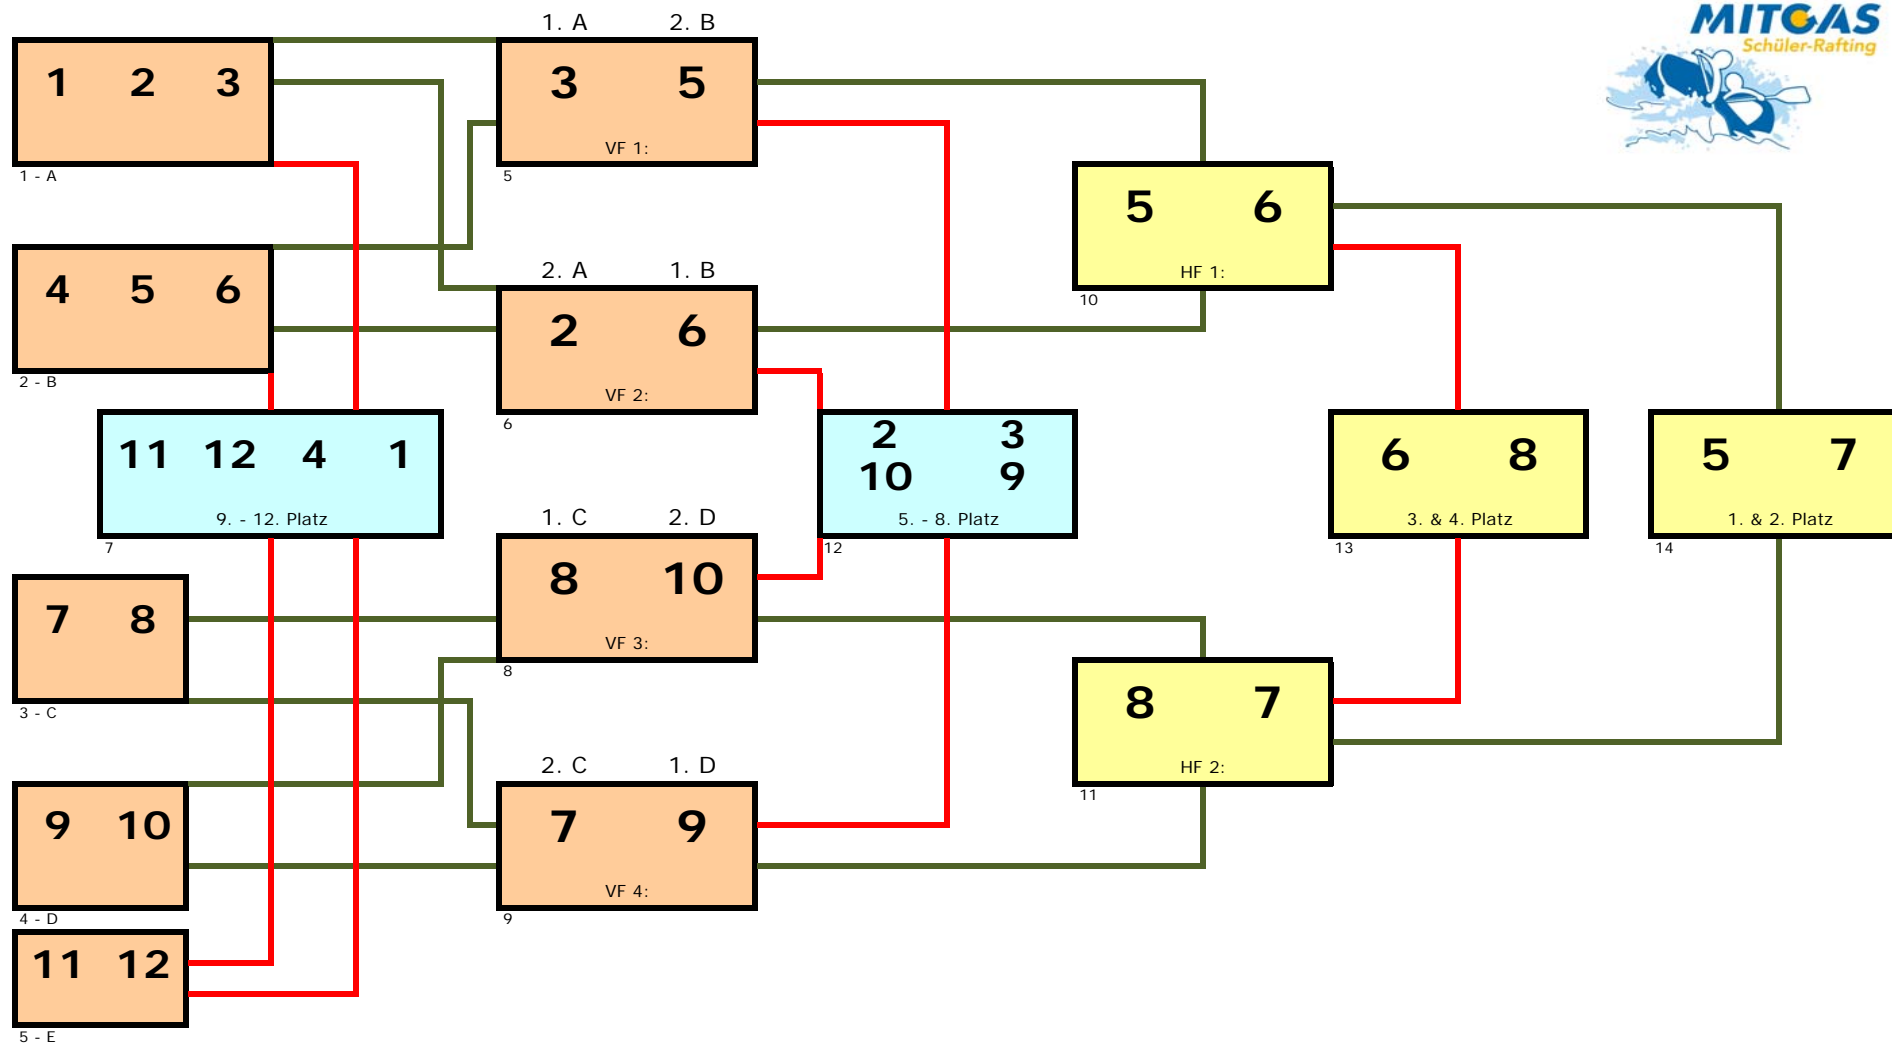 MITGAS
Schüler-Rafting
1. A 2. B
1 2 3
1 - A
3 5
VF 1:
5
4 5 6
2 - B
2. A 1. B
2 6
VF 2:
6
5 6
HF 1:
10
11 12 4 1
9. - 12. Platz
7
2 3
10 9
5. - 8. Platz
12
6 8
3. & 4. Platz
13
5 7
1. & 2. Platz
14
1. C 2. D
8 10
VF 3:
8
7 8
3 - C
8 7
HF 2:
11
2. C 1. D
7 9
VF 4:
9
9 10
4 - D
11 12
5 - E